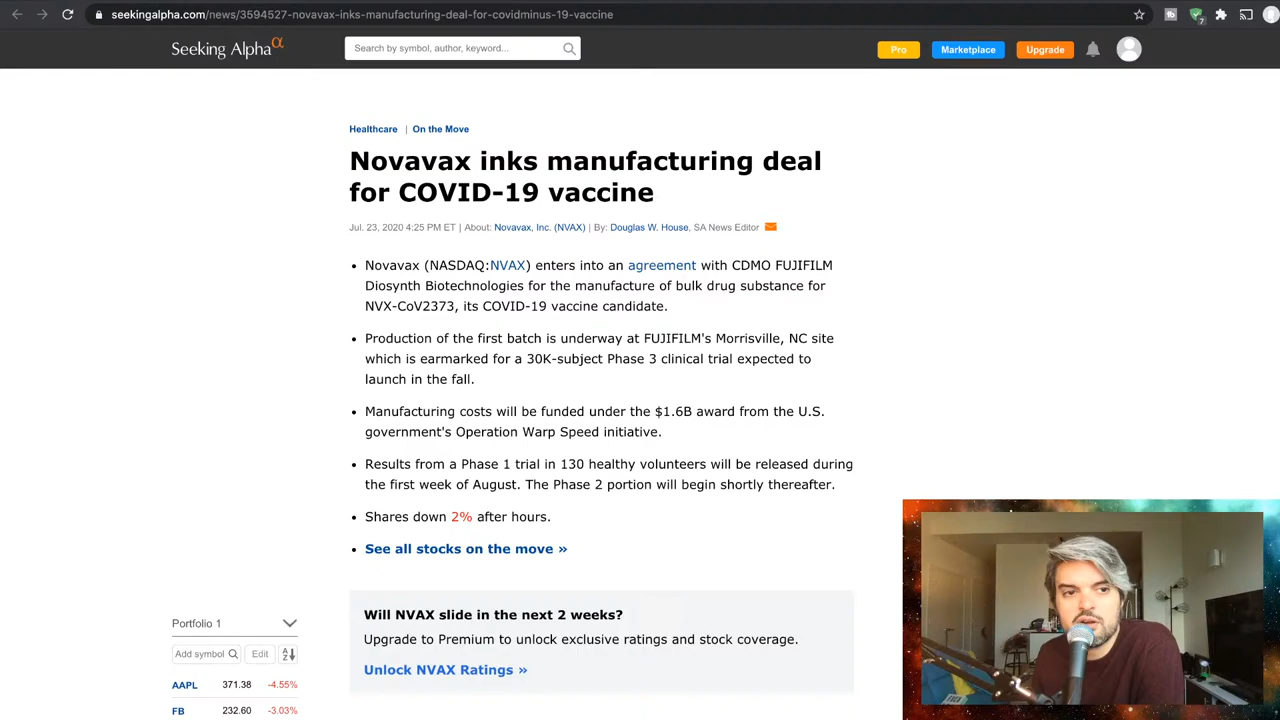 seekingalpha.com/news/3594527-novavax-inks-manufacturing-deal-for-covidminus-19-vaccine
7
Seeking Alphaα
Search by symbol, author, keyword...
Pro
Marketplace
Upgrade
Healthcare | On the Move
Novavax inks manufacturing deal
for COVID-19 vaccine
Jul. 23, 2020 4:25 PM ET | About: Novavax, Inc. (NVAX) | By: Douglas W. House, SA News Editor
• Novavax (NASDAQ:NVAX) enters into an agreement with CDMO FUJIFILM
Diosynth Biotechnologies for the manufacture of bulk drug substance for
NVX-CoV2373, its COVID-19 vaccine candidate.
• Production of the first batch is underway at FUJIFILM's Morrisville, NC site
which is earmarked for a 30K-subject Phase 3 clinical trial expected to
launch in the fall.
• Manufacturing costs will be funded under the $1.6B award from the U.S.
government's Operation Warp Speed initiative.
• Results from a Phase 1 trial in 130 healthy volunteers will be released during
the first week of August. The Phase 2 portion will begin shortly thereafter.
• Shares down 2% after hours.
• See all stocks on the move »
Will NVAX slide in the next 2 weeks?
Upgrade to Premium to unlock exclusive ratings and stock coverage.
Unlock NVAX Ratings »
Portfolio 1
Add symbol
Edit
AZ
AAPL 371.38 -4.55%
FB 232.60 -3.03%